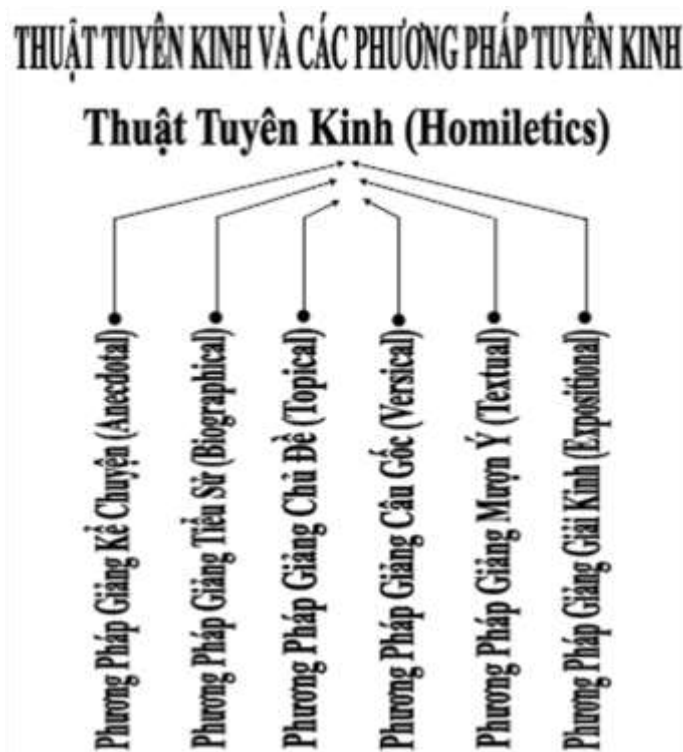 THUẬT TUYÊN KINH VÀ CÁC PHƯƠNG PHÁP TUYÊN KINH
Thuật Tuyên Kinh (Homiletics)
Phương Pháp Giảng Kể Chuyện (Anecdotal)
Phương Pháp Giảng Tiểu Sử (Biographical)
Phương Pháp Giảng Chủ Đề (Topical)
Phương Pháp Giảng Câu Gốc (Versical)
Phương Pháp Giảng Mượn Ý (Textual)
Phương Pháp Giảng Giải Kinh (Expositional)